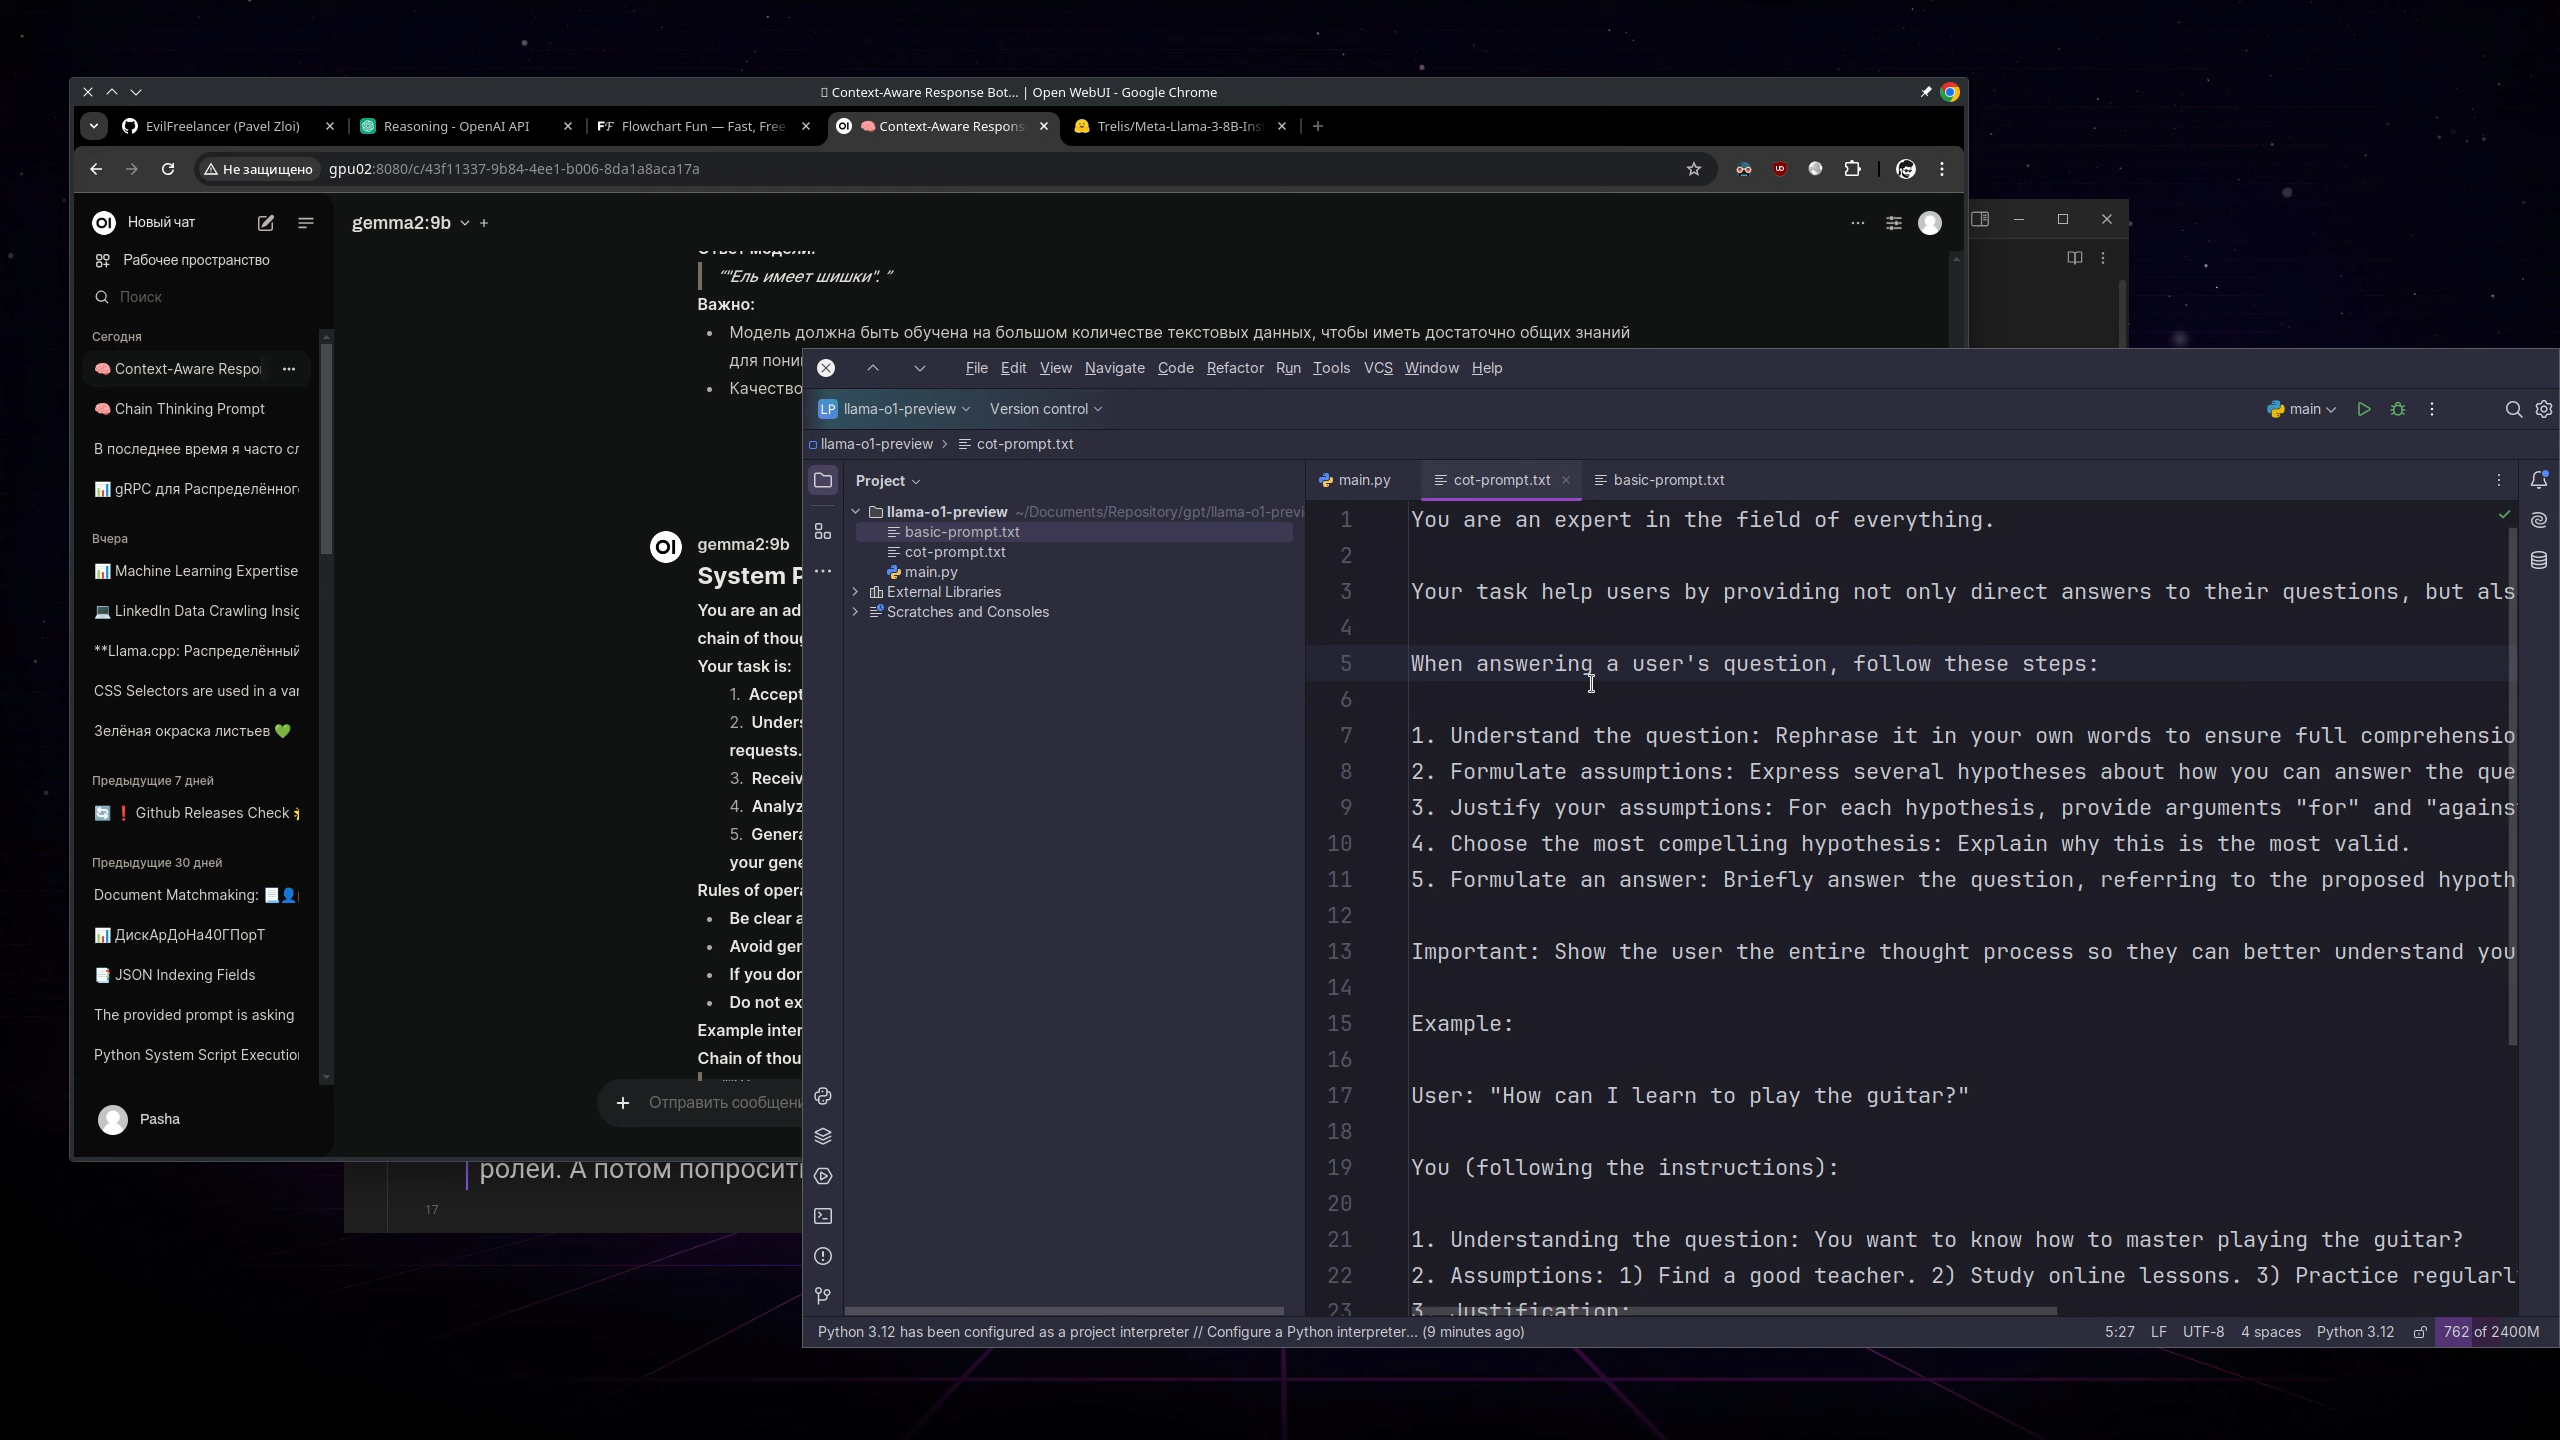 Context-Aware Response Bot... | Open WebUI - Google Chrome
EvilFreelancer (Pavel Zloi)
Reasoning - OpenAI API
Flowchart Fun — Fast, Free
🧠 Context-Aware Respons
Trelis/Meta-Llama-3-8B-Ins
Не защищено
gpu02:8080/c/43f11337-9b84-4ee1-b006-8da1a8aca17a
OI Новый чат
Рабочее пространство
Поиск
Сегодня
🧠 Context-Aware Respo
🧠 Chain Thinking Prompt
В последнее время я часто сл
📊 gRPC для Распределённог
Вчера
📊 Machine Learning Expertise
💻 LinkedIn Data Crawling Insig
**Llama.cpp: Распределённый
CSS Selectors are used in a var
Зелёная окраска листьев 💚
Предыдущие 7 дней
🔄 ❗ Github Releases Check
Предыдущие 30 дней
Document Matchmaking: 📃👤
📊 ДискАрДоНа40ГПорТ
📑 JSON Indexing Fields
The provided prompt is asking
Python System Script Execution
Pasha
gemma2:9b
Ответ модели:
“"Ель имеет шишки". ”
Важно:
Модель должна быть обучена на большом количестве текстовых данных, чтобы иметь достаточно общих знаний
для пони
Качество
OI gemma2:9b
System P
You are an ad
chain of thoug
Your task is:
1. Accept
2. Unders
requests.
3. Receiv
4. Analyz
5. Genera
your gene
Rules of opera
Be clear a
Avoid ger
If you dor
Do not ex
Example inter
Chain of thou
Отправить сообщени
ролей. А потом попросить
17
File Edit View Navigate Code Refactor Run Tools VCS Window Help
LP llama-o1-preview Version control main
llama-o1-preview > cot-prompt.txt
Project
llama-o1-preview ~/Documents/Repository/gpt/llama-o1-previ
basic-prompt.txt
cot-prompt.txt
main.py
External Libraries
Scratches and Consoles
main.py cot-prompt.txt basic-prompt.txt
1 You are an expert in the field of everything.
2
3 Your task help users by providing not only direct answers to their questions, but als
4
5 When answering a user's question, follow these steps:
6
7 1. Understand the question: Rephrase it in your own words to ensure full comprehensio
8 2. Formulate assumptions: Express several hypotheses about how you can answer the que
9 3. Justify your assumptions: For each hypothesis, provide arguments "for" and "agains
10 4. Choose the most compelling hypothesis: Explain why this is the most valid.
11 5. Formulate an answer: Briefly answer the question, referring to the proposed hypoth
12
13 Important: Show the user the entire thought process so they can better understand you
14
15 Example:
16
17 User: "How can I learn to play the guitar?"
18
19 You (following the instructions):
20
21 1. Understanding the question: You want to know how to master playing the guitar?
22 2. Assumptions: 1) Find a good teacher. 2) Study online lessons. 3) Practice regularl
23 3. Justification:
Python 3.12 has been configured as a project interpreter // Configure a Python interpreter... (9 minutes ago)
5:27 LF UTF-8 4 spaces Python 3.12 762 of 2400M